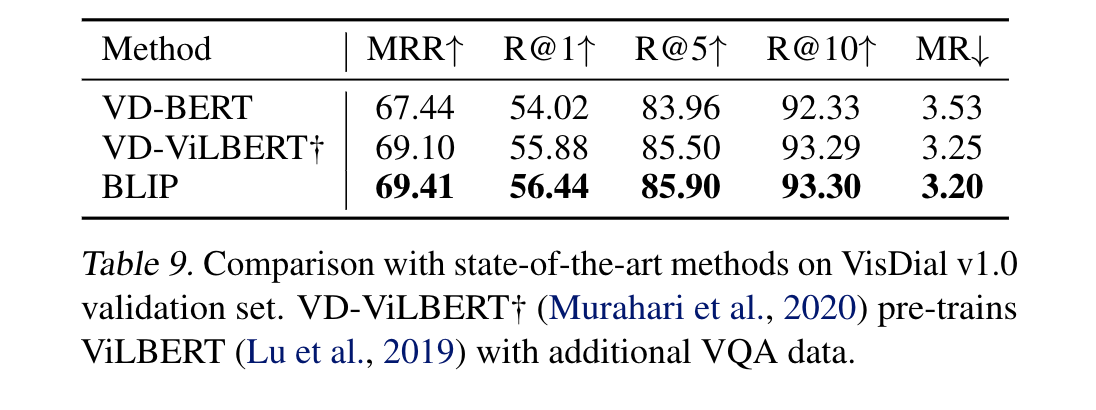 Method MRR↑ R@1↑ R@5↑ R@10↑ MR↓
VD-BERT 67.44 54.02 83.96 92.33 3.53
VD-ViLBERT† 69.10 55.88 85.50 93.29 3.25
BLIP 69.41 56.44 85.90 93.30 3.20
Table 9. Comparison with state-of-the-art methods on VisDial v1.0
validation set. VD-ViLBERT† (Murahari et al., 2020) pre-trains
ViLBERT (Lu et al., 2019) with additional VQA data.